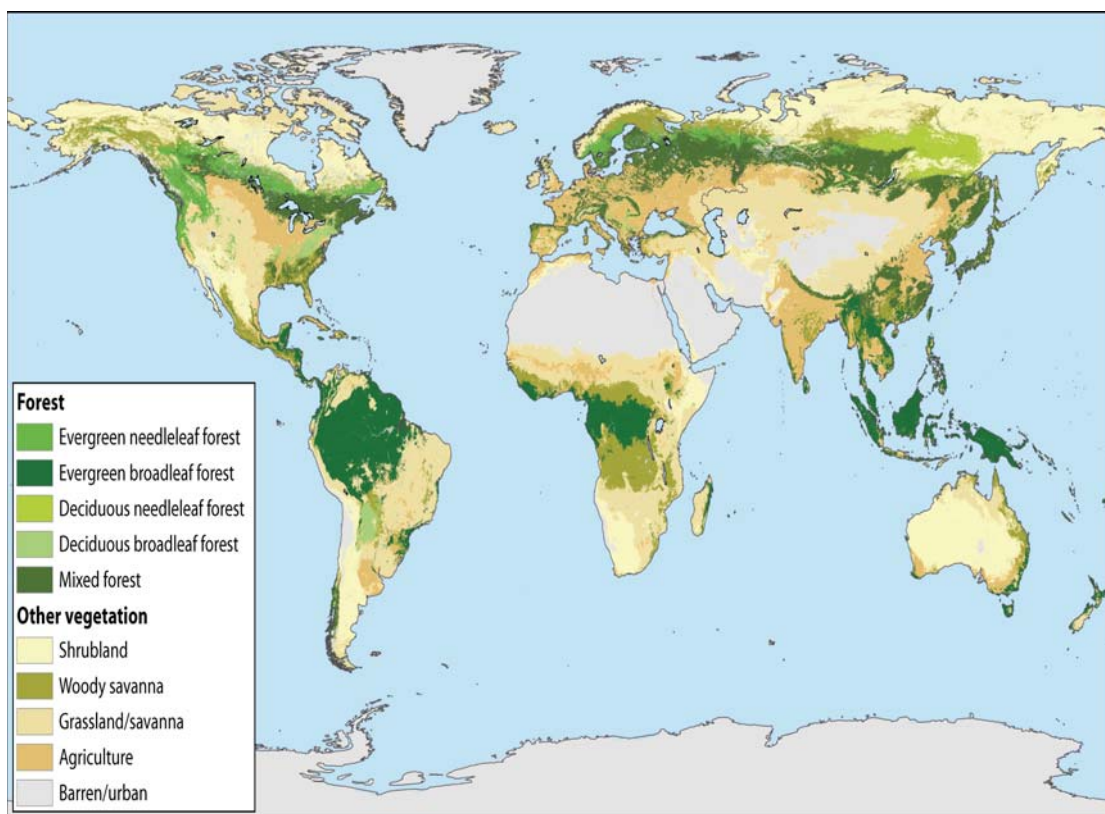 Forest
Evergreen needleleaf forest
Evergreen broadleaf forest
Deciduous needleleaf forest
Deciduous broadleaf forest
Mixed forest
Other vegetation
Shrubland
Woody savanna
Grassland/savanna
Agriculture
Barren/urban